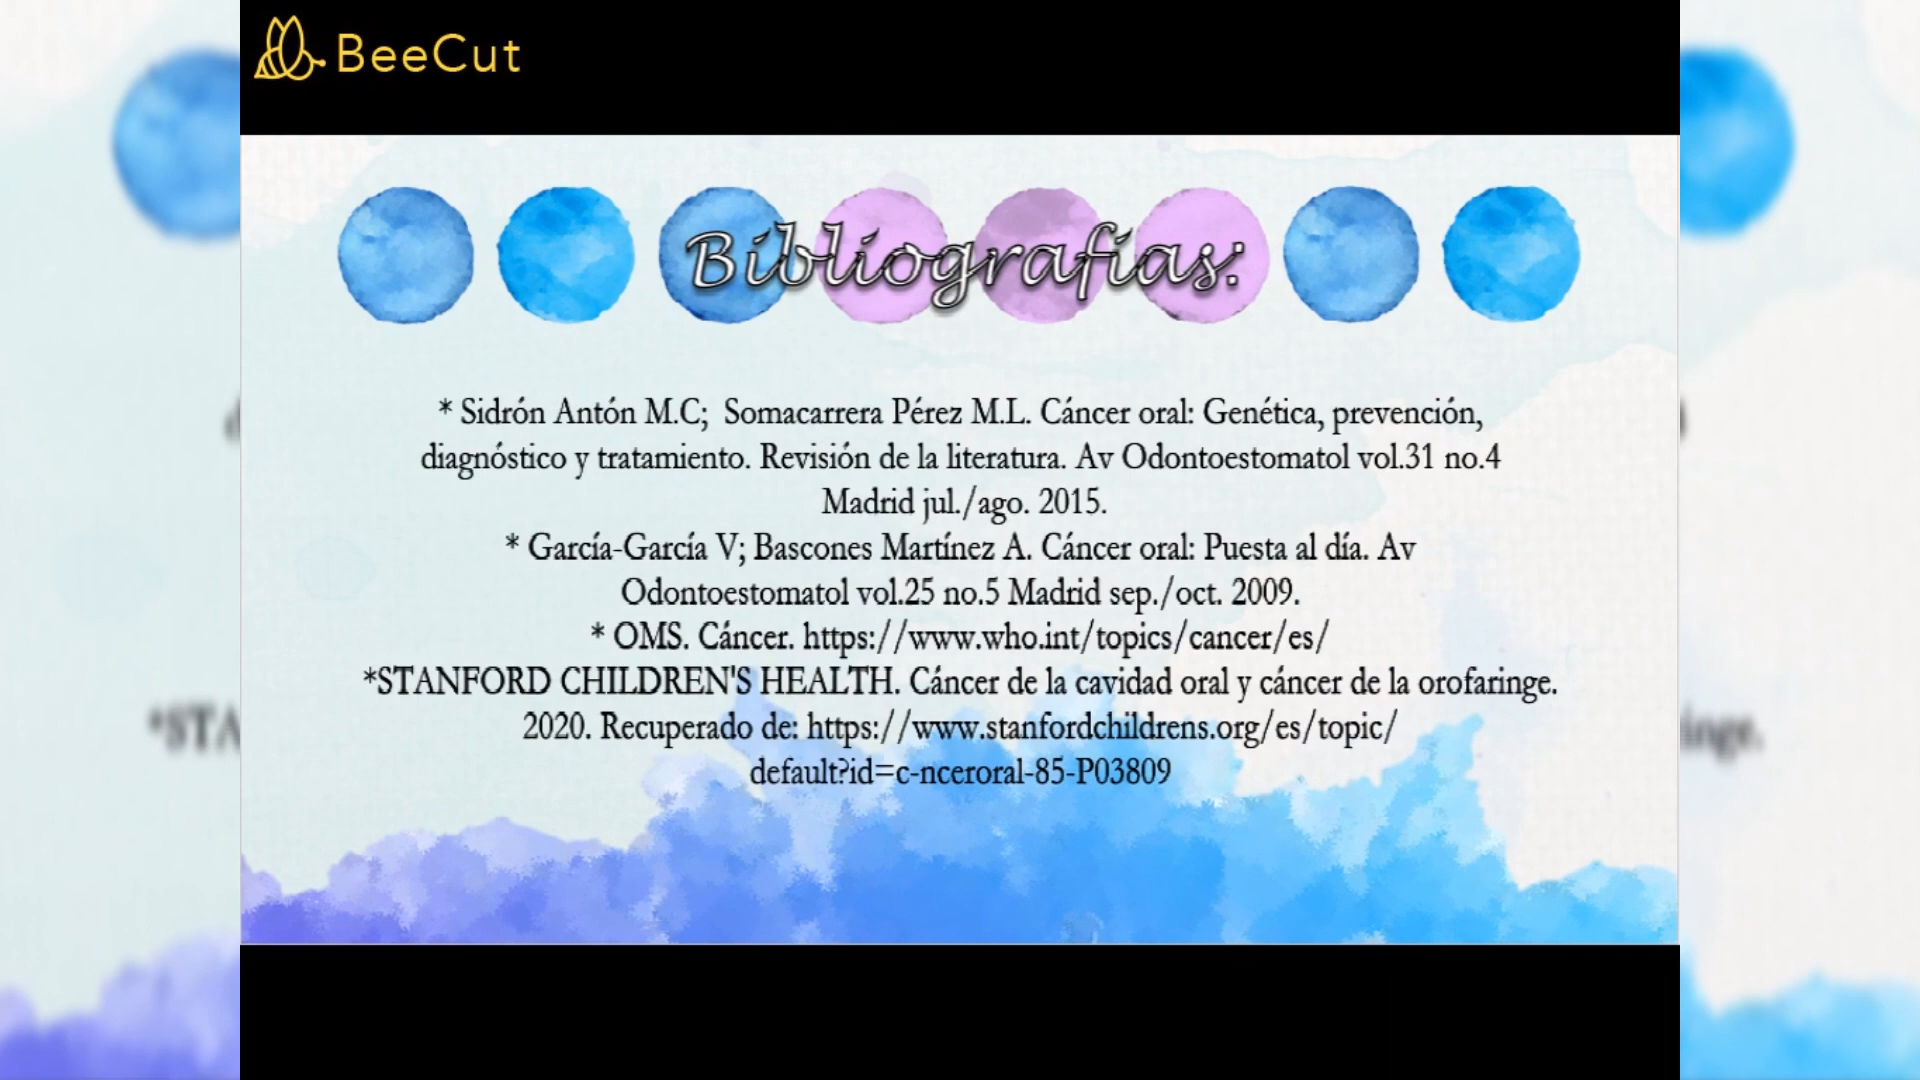 BeeCut
Bibliografías:
* Sidrón Antón M.C;  Somacarrera Pérez M.L. Cáncer oral: Genética, prevención,
diagnóstico y tratamiento. Revisión de la literatura. Av Odontoestomatol vol.31 no.4
Madrid jul./ago. 2015.
* García-García V; Bascones Martínez A. Cáncer oral: Puesta al día. Av
Odontoestomatol vol.25 no.5 Madrid sep./oct. 2009.
* OMS. Cáncer. https://www.who.int/topics/cancer/es/
*STANFORD CHILDREN'S HEALTH. Cáncer de la cavidad oral y cáncer de la orofaringe.
2020. Recuperado de: https://www.stanfordchildrens.org/es/topic/
default?id=c-nceroral-85-P03809